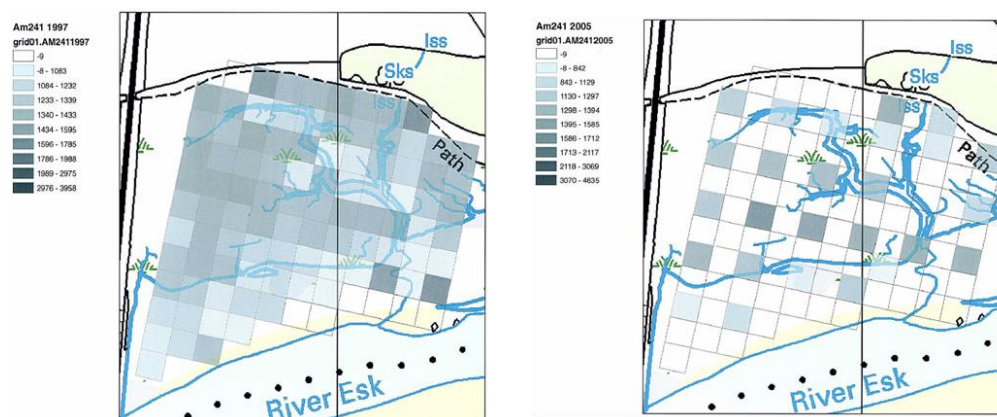 Am241 1997
grid01.AM2411997
-9
-8 - 1083
1084 - 1232
1233 - 1339
1340 - 1433
1434 - 1595
1596 - 1785
1786 - 1988
1989 - 2975
2976 - 3958
Iss
Sks
Iss
Path
River Esk
Am241 2005
grid01.AM2412005
-9
-8 - 842
843 - 1129
1130 - 1297
1298 - 1394
1395 - 1585
1586 - 1712
1713 - 2117
2118 - 3069
3070 - 4635
Iss
Sks
Iss
Path
River Esk